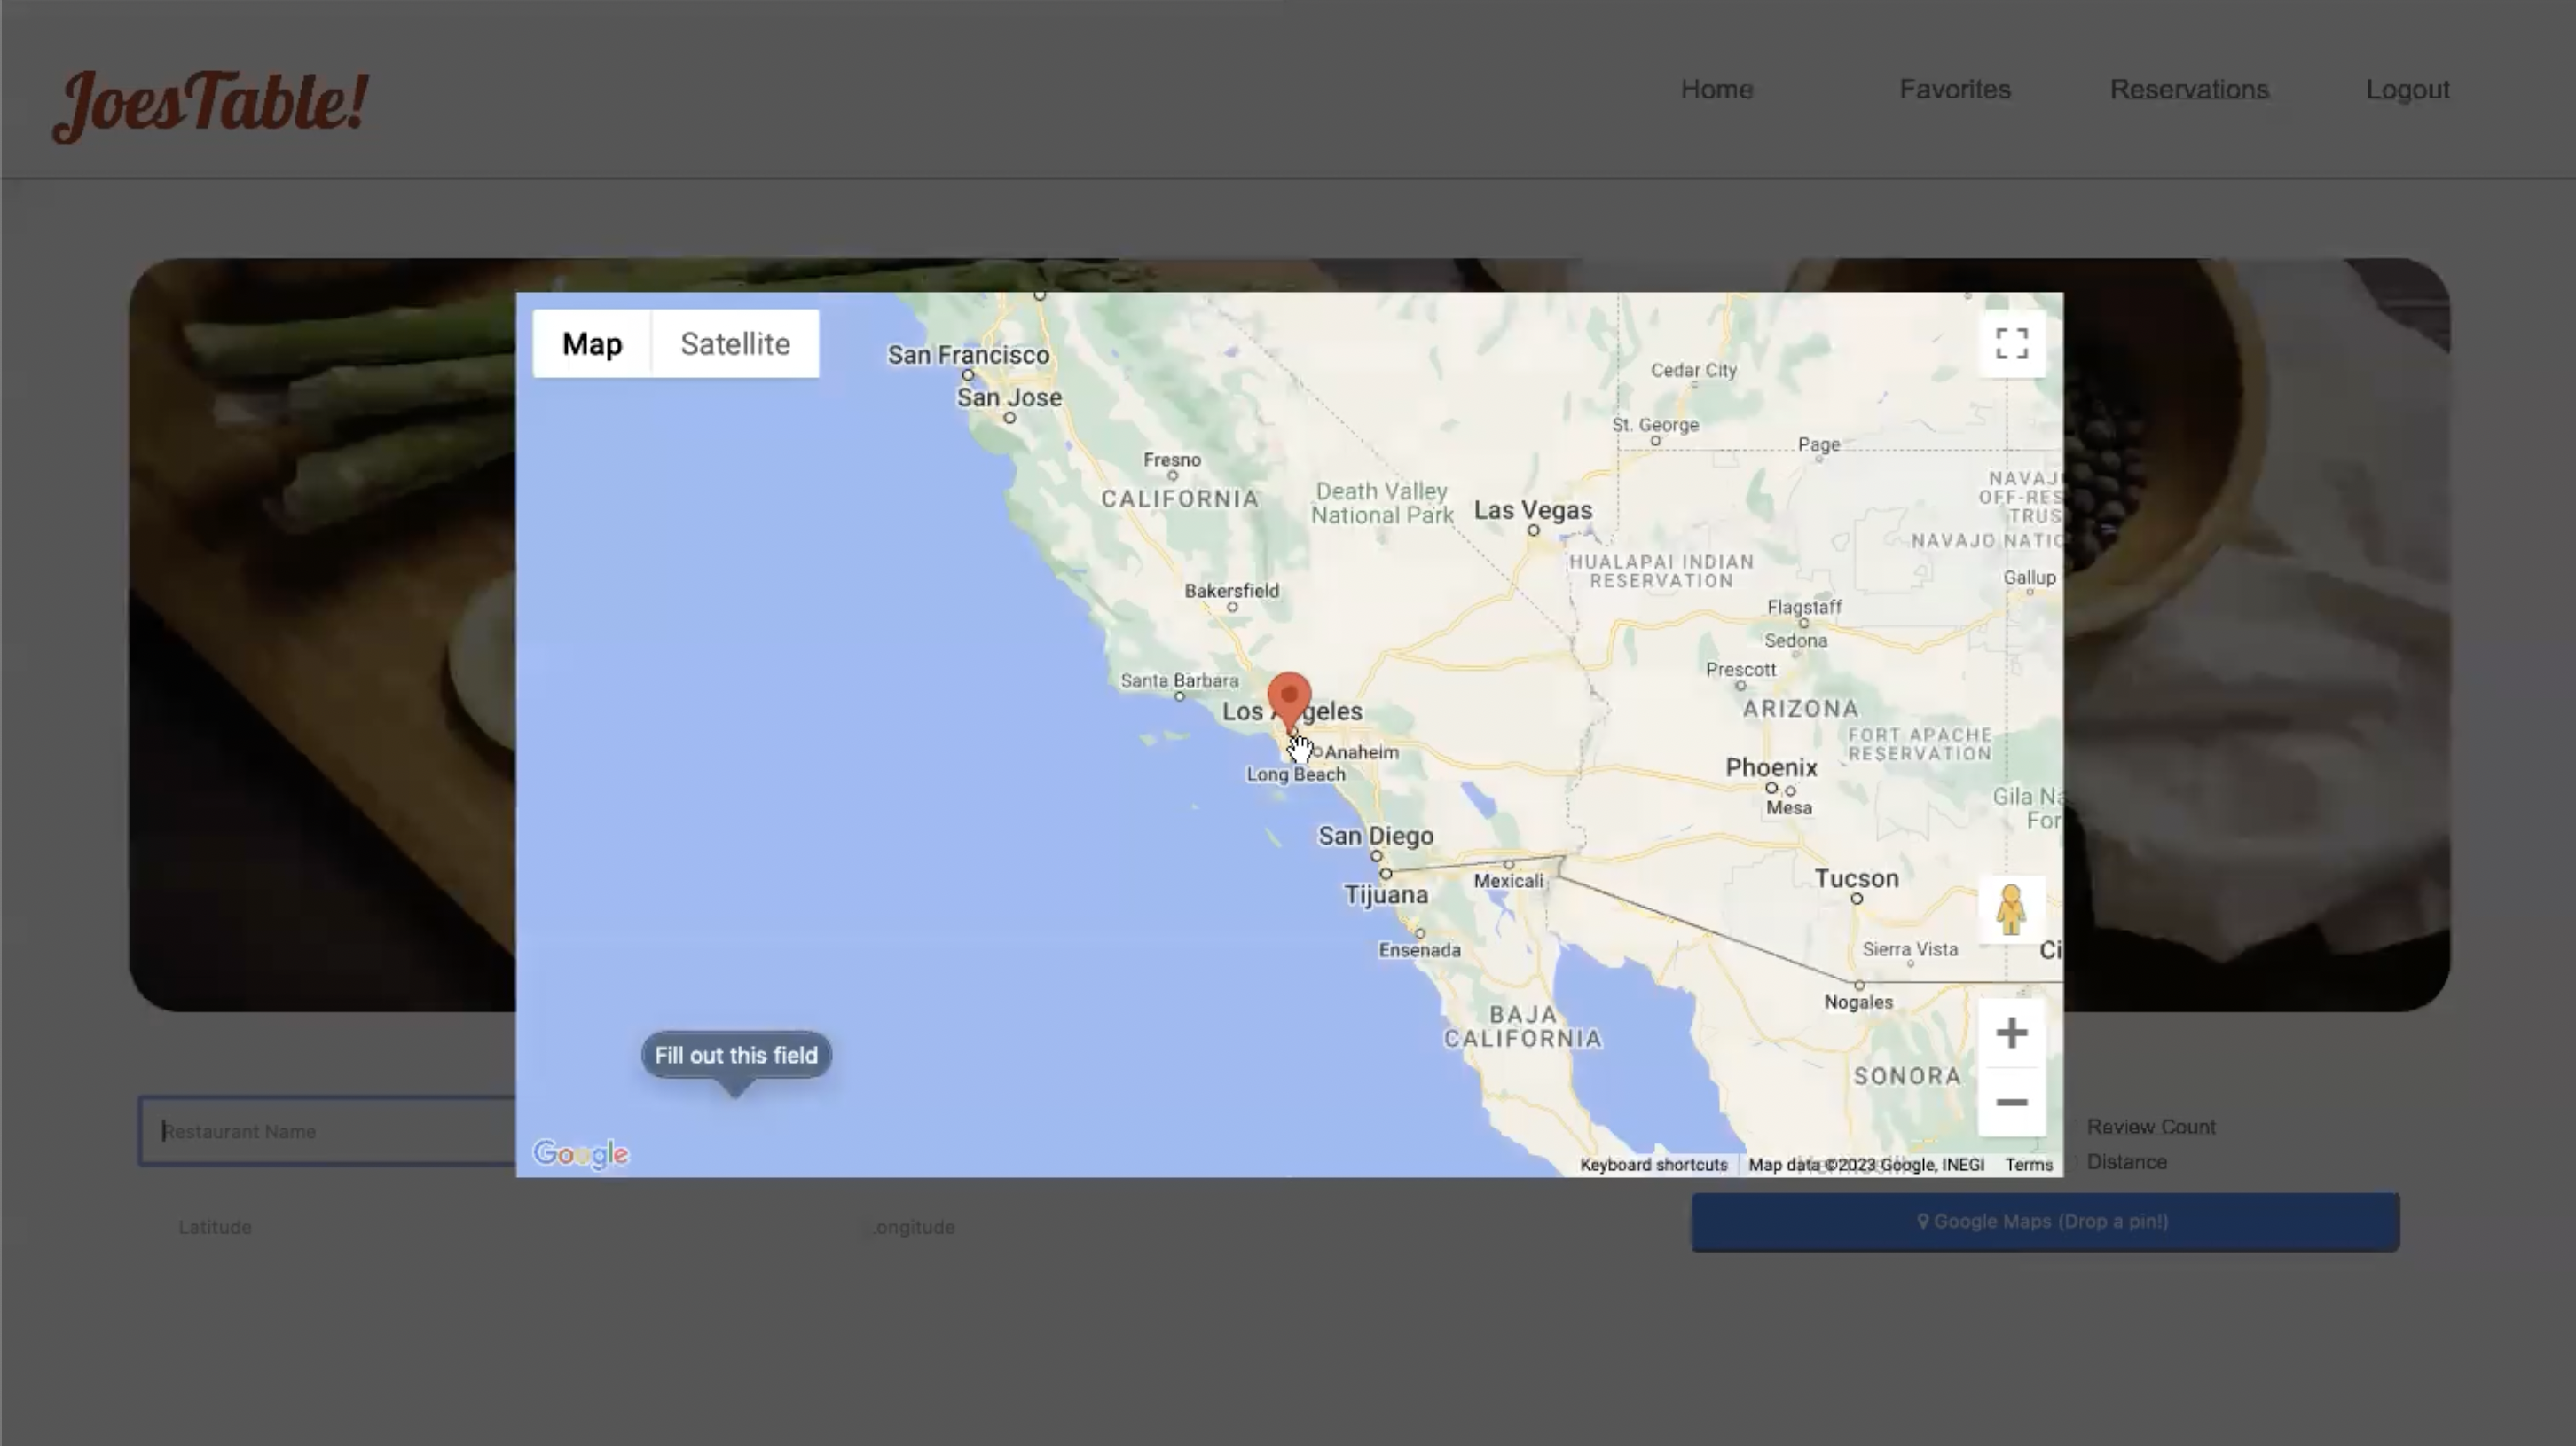 JoesTable!
Home
Favorites
Reservations
Logout
Map
Satellite
San Francisco
San Jose
Cedar City
St. George
Page
Fresno
CALIFORNIA
Death Valley
National Park
Las Vegas
NAVAJ
OFF-RES
TRUS
NAVAJO NATIO
HUALAPAI INDIAN
RESERVATION
Gallup
Bakersfield
Flagstaff
Sedona
Prescott
Santa Barbara
ARIZONA
Los geles
FORT APACHE
RESERVATION
Anaheim
Long Beach
Phoenix
Mesa
Gila Na
For
San Diego
Tijuana
Mexicali
Tucson
Ensenada
Sierra Vista
Ci
Nogales
BAJA
CALIFORNIA
SONORA
Fill out this field
Restaurant Name
Google
Keyboard shortcuts
Map data ©2023 Google, INEGI
Terms
Review Count
Distance
Latitude
ongitude
Google Maps (Drop a pin!)